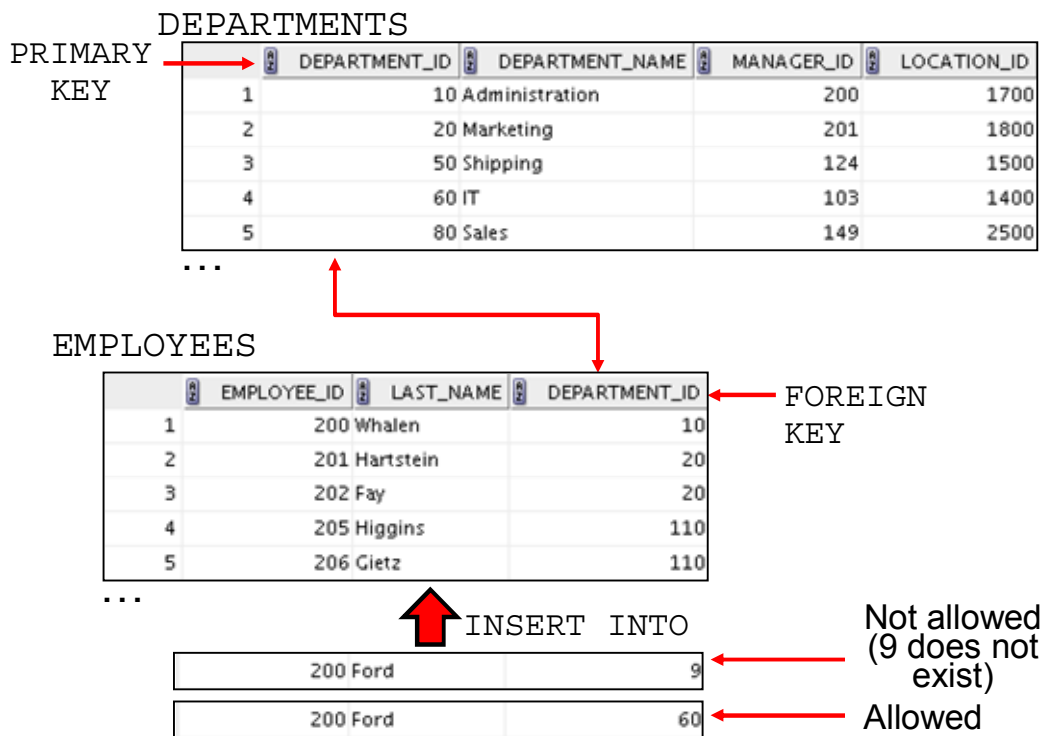 DEPARTMENTS
PRIMARY KEY
DEPARTMENT_ID DEPARTMENT_NAME MANAGER_ID LOCATION_ID
1 10 Administration 200 1700
2 20 Marketing 201 1800
3 50 Shipping 124 1500
4 60 IT 103 1400
5 80 Sales 149 2500
...
EMPLOYEES
EMPLOYEE_ID LAST_NAME DEPARTMENT_ID
FOREIGN KEY
1 200 Whalen 10
2 201 Hartstein 20
3 202 Fay 20
4 205 Higgins 110
5 206 Gietz 110
...
INSERT INTO
Not allowed
(9 does not
exist)
200 Ford 9
200 Ford 60
Allowed